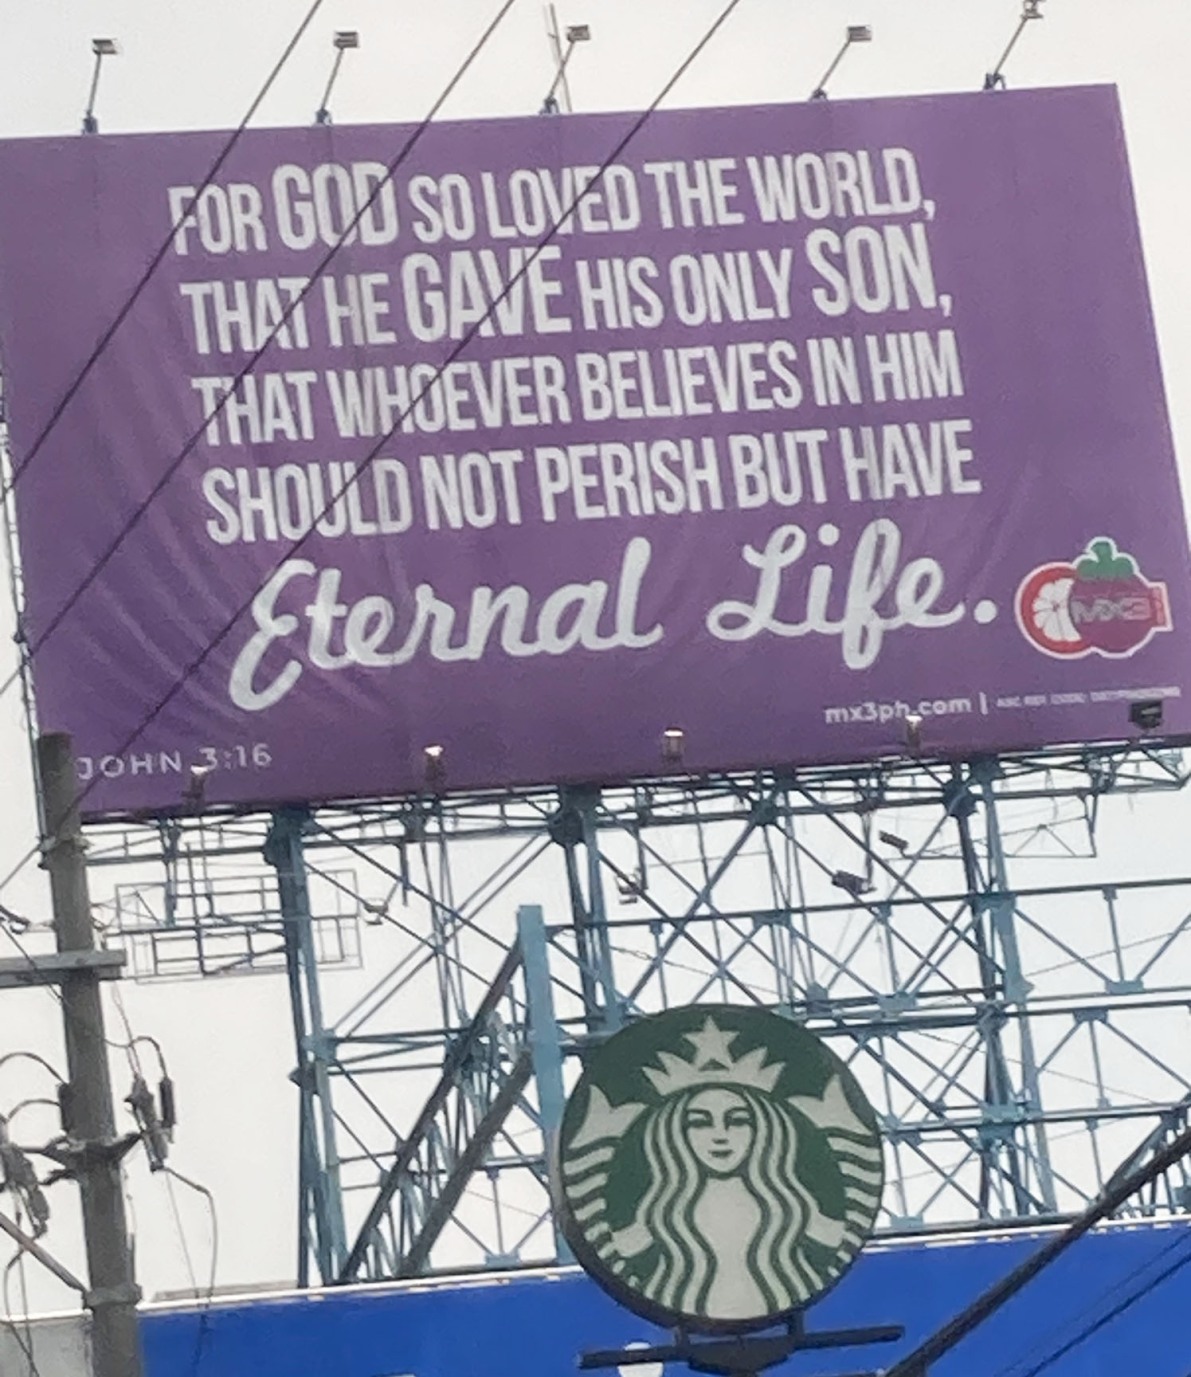 FOR GOD SO LOVED THE WORLD,
THAT HE GAVE HIS ONLY SON,
THAT WHOEVER BELIEVES IN HIM
SHOULD NOT PERISH BUT HAVE
Eternal Life.
MX3
mx3ph.com |
JOHN 3:16